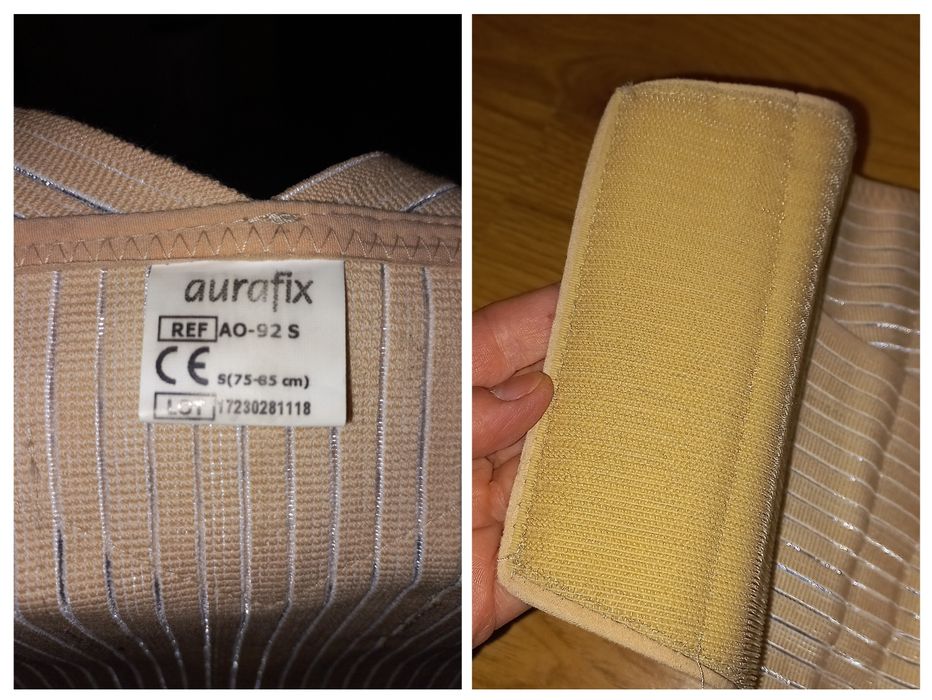 aurafix
REF AO-92 S
CE S(75-85 cm)
LOT 17230281118